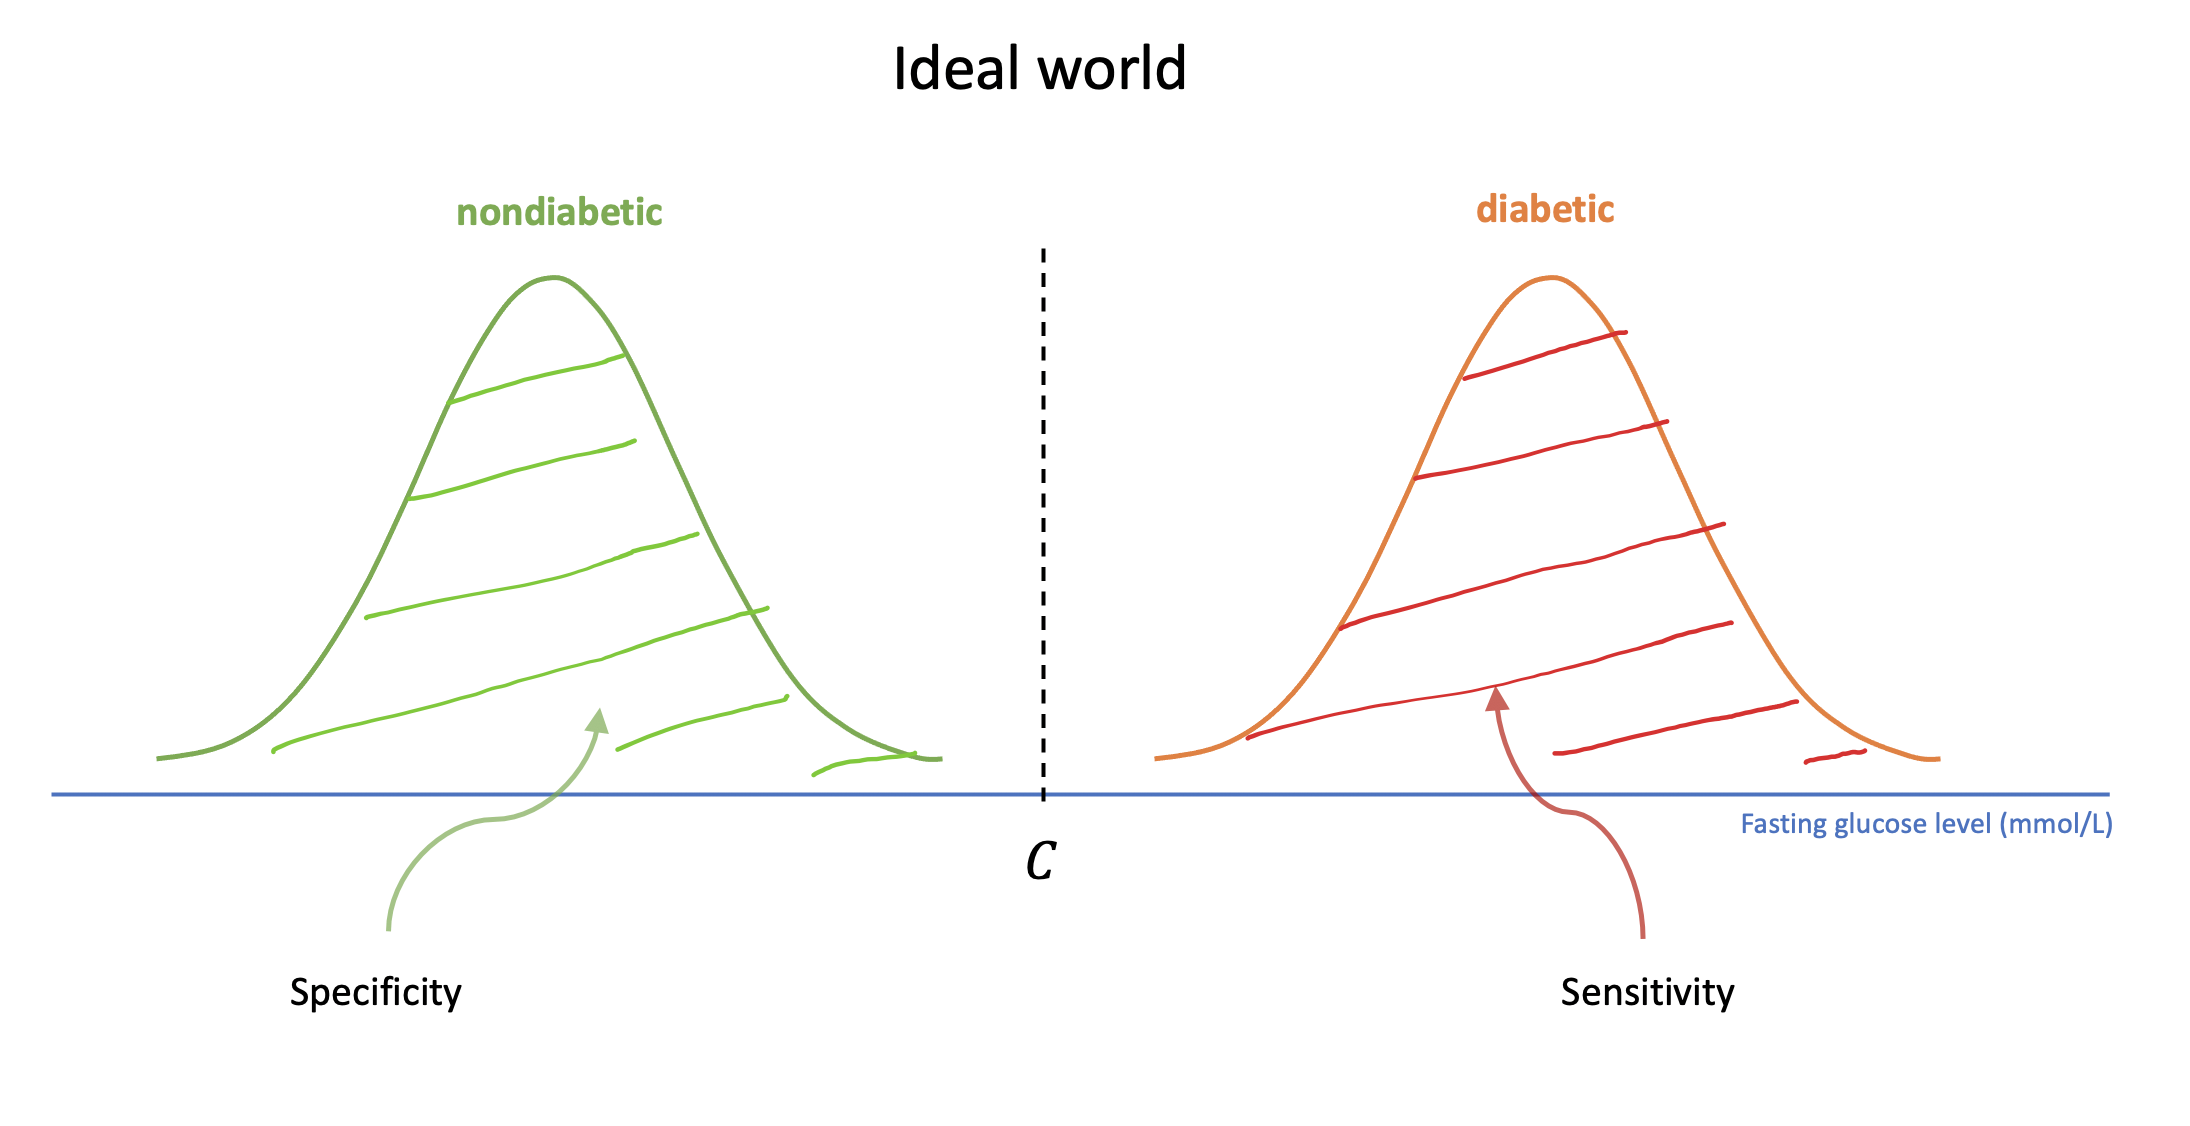 Ideal world
nondiabetic
diabetic
Fasting glucose level (mmol/L)
C
Specificity
Sensitivity